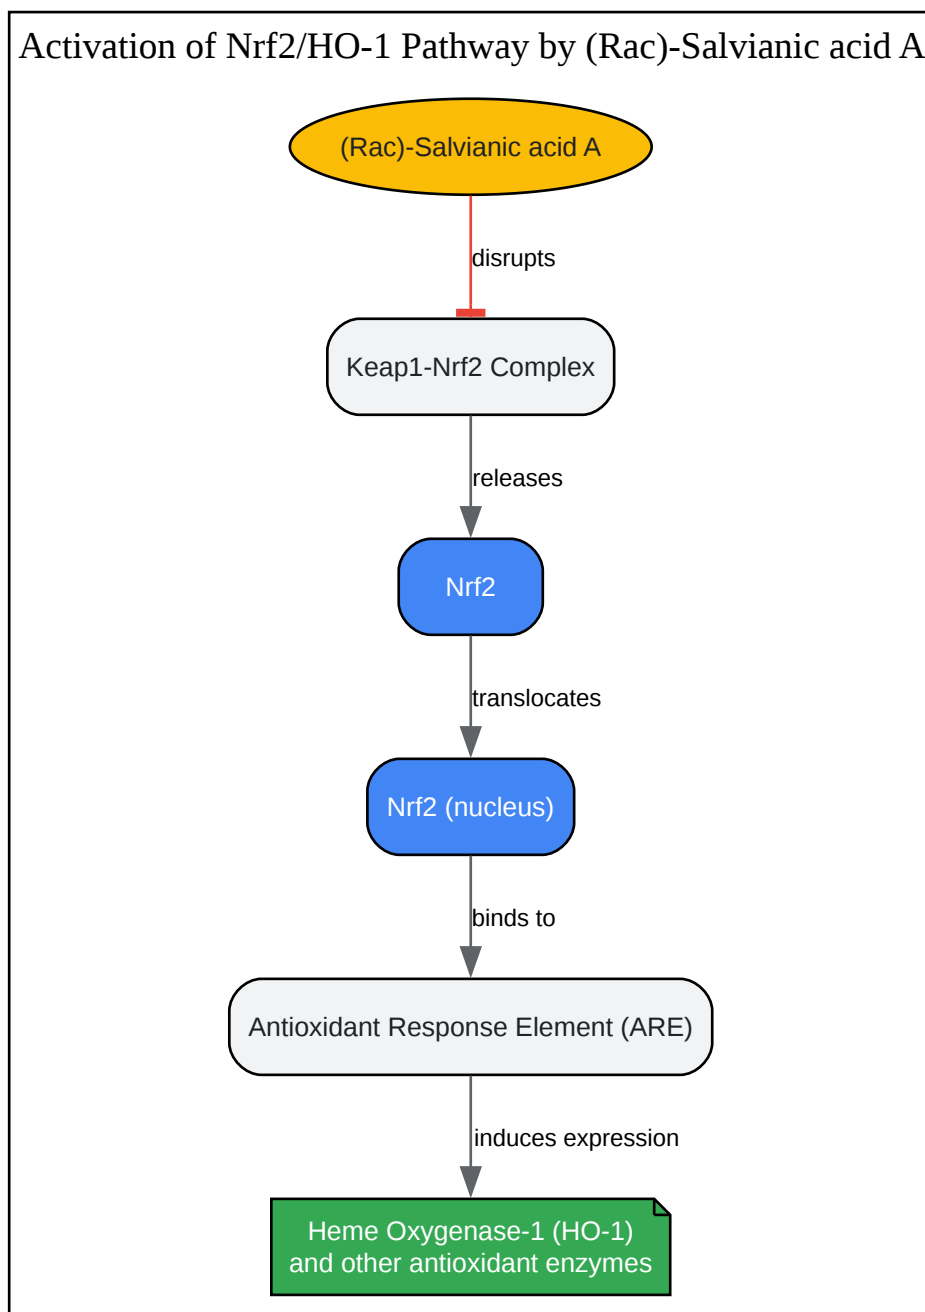 Activation of Nrf2/HO-1 Pathway by (Rac)-Salvianic acid A
(Rac)-Salvianic acid A
disrupts
Keap1-Nrf2 Complex
releases
Nrf2
translocates
Nrf2 (nucleus)
binds to
Antioxidant Response Element (ARE)
induces expression
Heme Oxygenase-1 (HO-1)
and other antioxidant enzymes